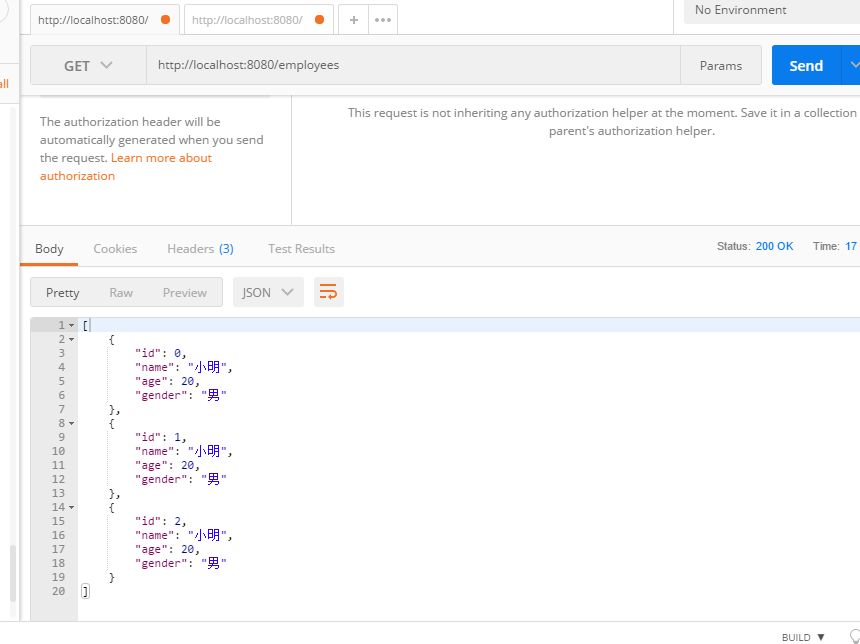 http://localhost:8080/ http://localhost:8080/ + ••• No Environment
GET http://localhost:8080/employees Params Send
all
The authorization header will be
automatically generated when you send
the request. Learn more about
authorization
This request is not inheriting any authorization helper at the moment. Save it in a collection
parent's authorization helper.
Body Cookies Headers (3) Test Results Status: 200 OK Time: 17
Pretty Raw Preview JSON
1 [
2 {
3 "id": 0,
4 "name": "小明",
5 "age": 20,
6 "gender": "男"
7 },
8 {
9 "id": 1,
10 "name": "小明",
11 "age": 20,
12 "gender": "男"
13 },
14 {
15 "id": 2,
16 "name": "小明",
17 "age": 20,
18 "gender": "男"
19 }
20 ]
BUILD